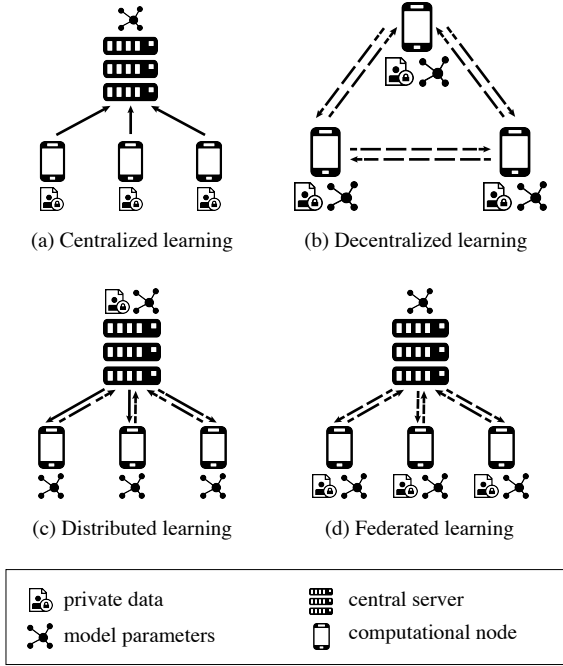 (a) Centralized learning
(b) Decentralized learning
(c) Distributed learning
(d) Federated learning
private data
central server
model parameters
computational node